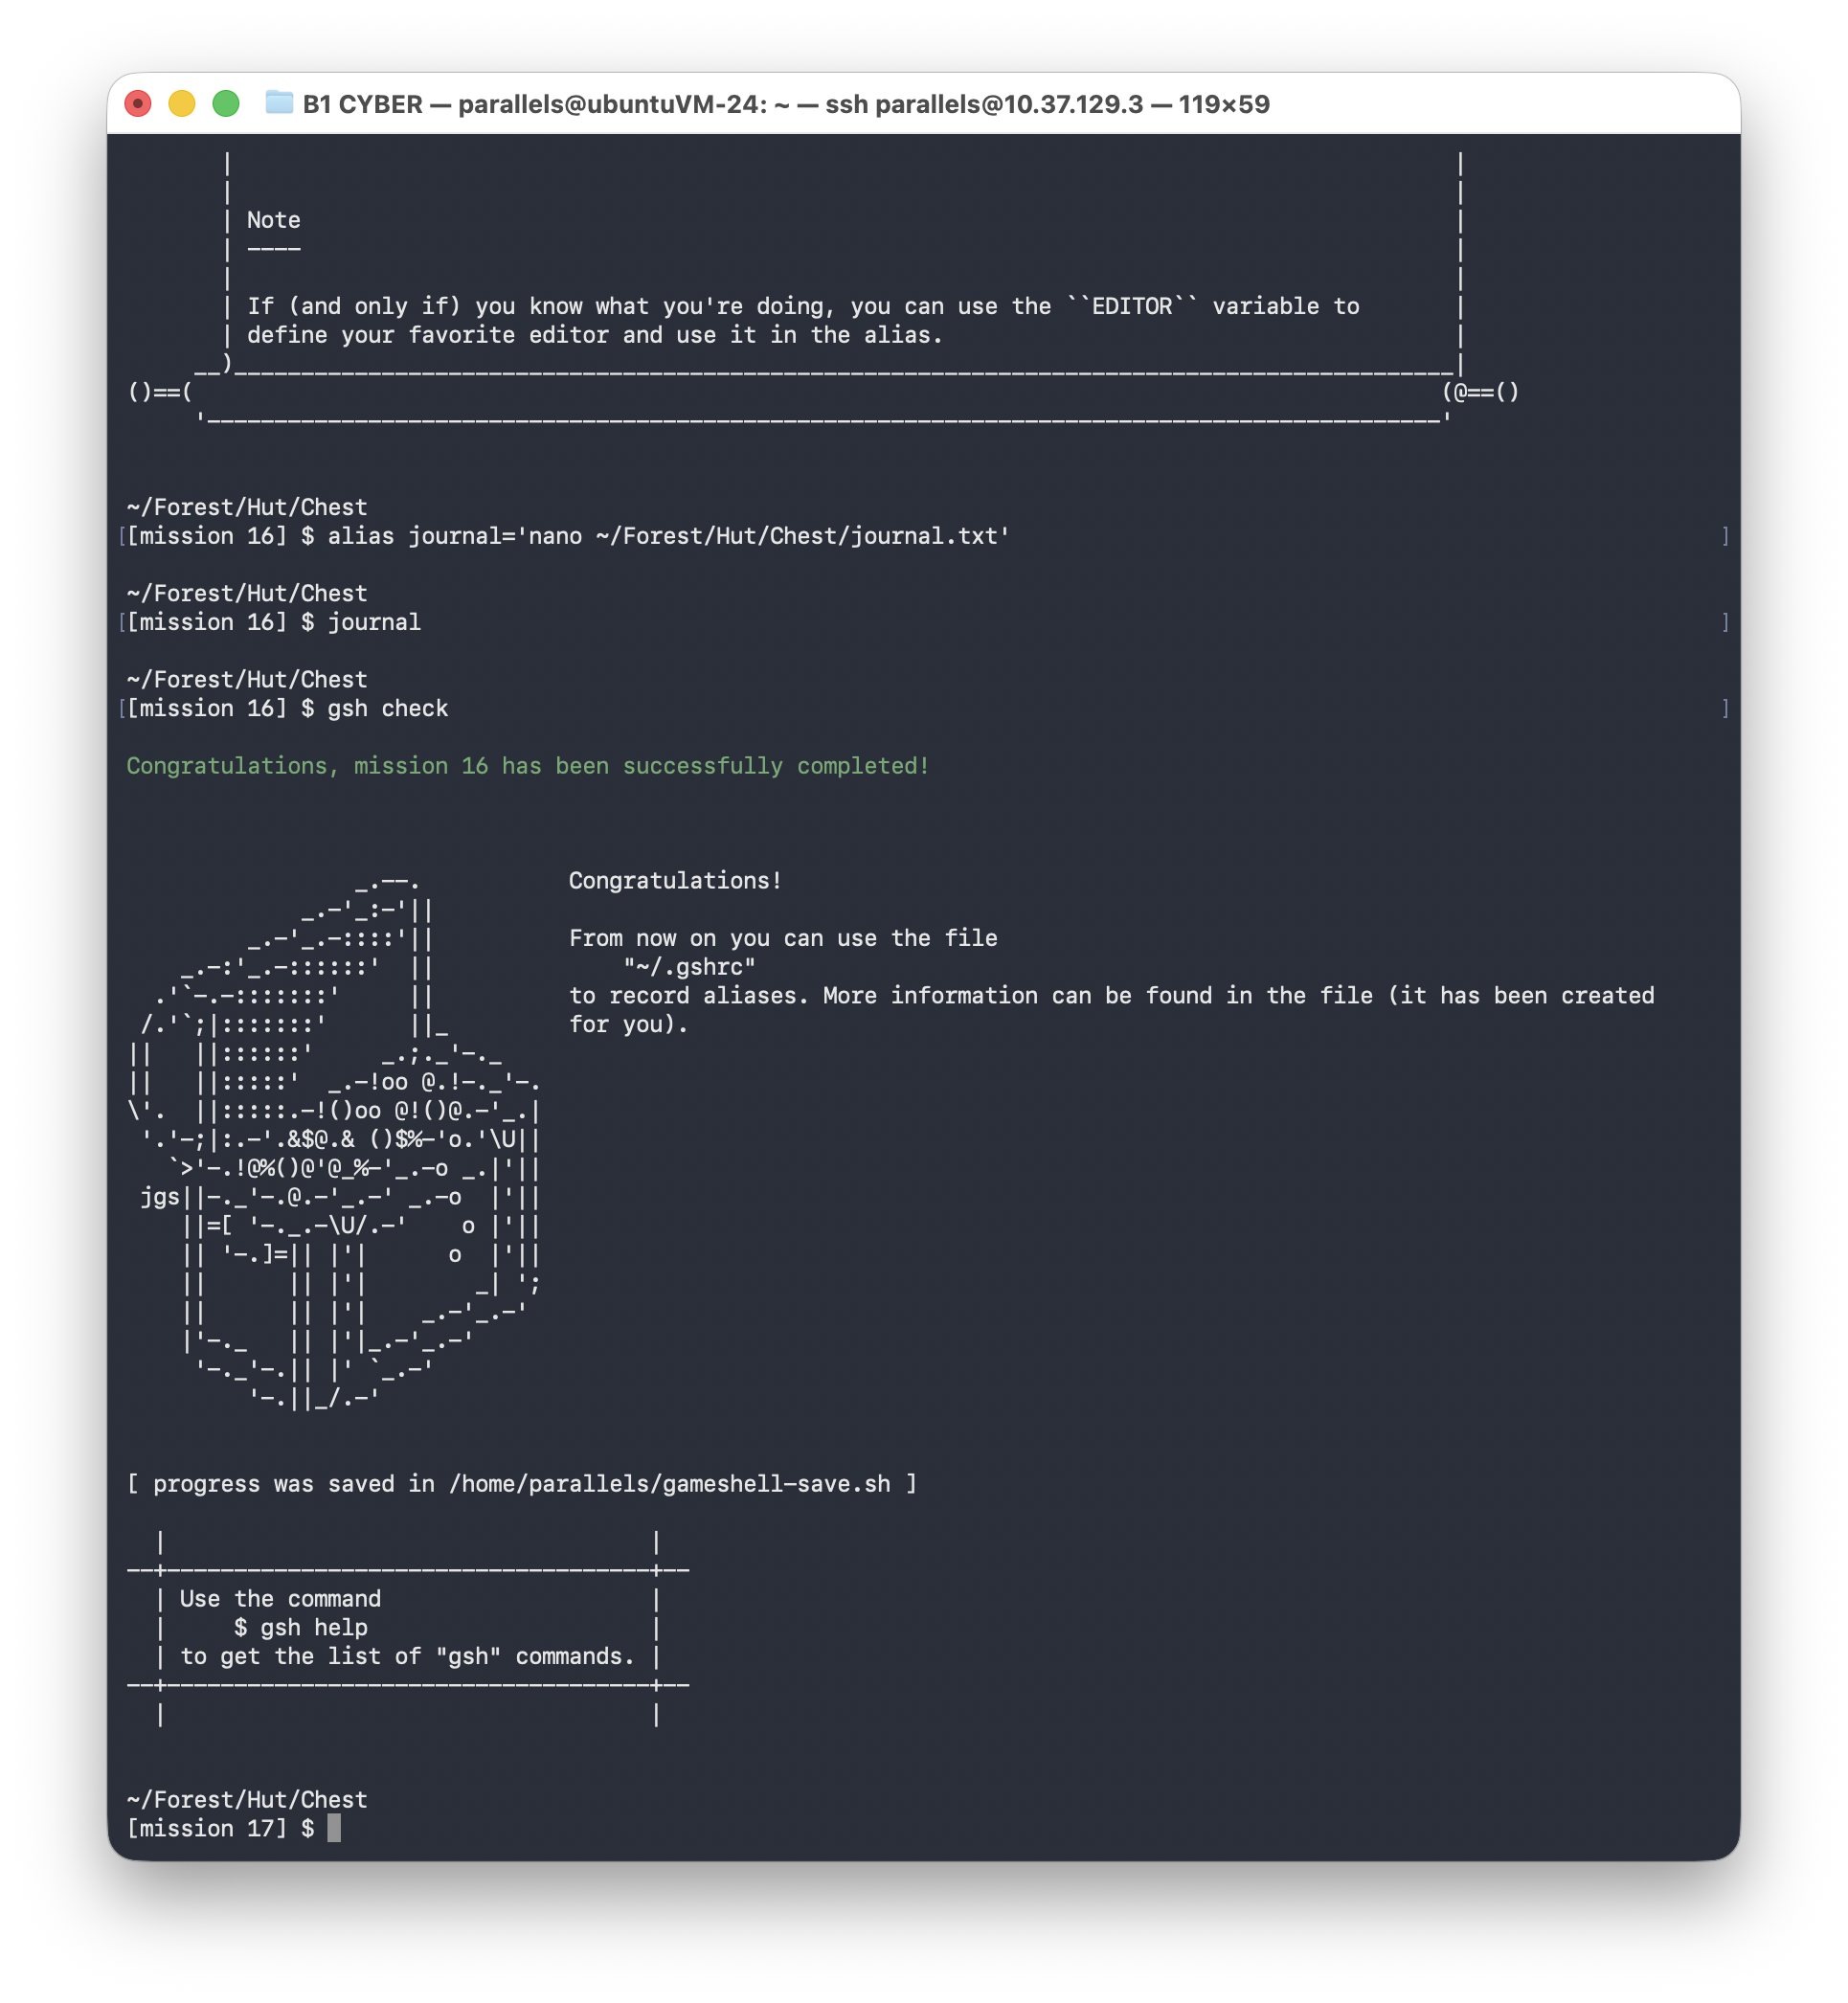 B1 CYBER — parallels@ubuntuVM-24: ~ — ssh parallels@10.37.129.3 — 119×59
Note
----
If (and only if) you know what you're doing, you can use the ``EDITOR`` variable to
define your favorite editor and use it in the alias.
~/Forest/Hut/Chest
[mission 16] $ alias journal='nano ~/Forest/Hut/Chest/journal.txt'
~/Forest/Hut/Chest
[mission 16] $ journal
~/Forest/Hut/Chest
[mission 16] $ gsh check
Congratulations, mission 16 has been successfully completed!
Congratulations!
From now on you can use the file
"~/.gshrc"
to record aliases. More information can be found in the file (it has been created
for you).
jgs
[ progress was saved in /home/parallels/gameshell-save.sh ]
Use the command
$ gsh help
to get the list of "gsh" commands.
~/Forest/Hut/Chest
[mission 17] $